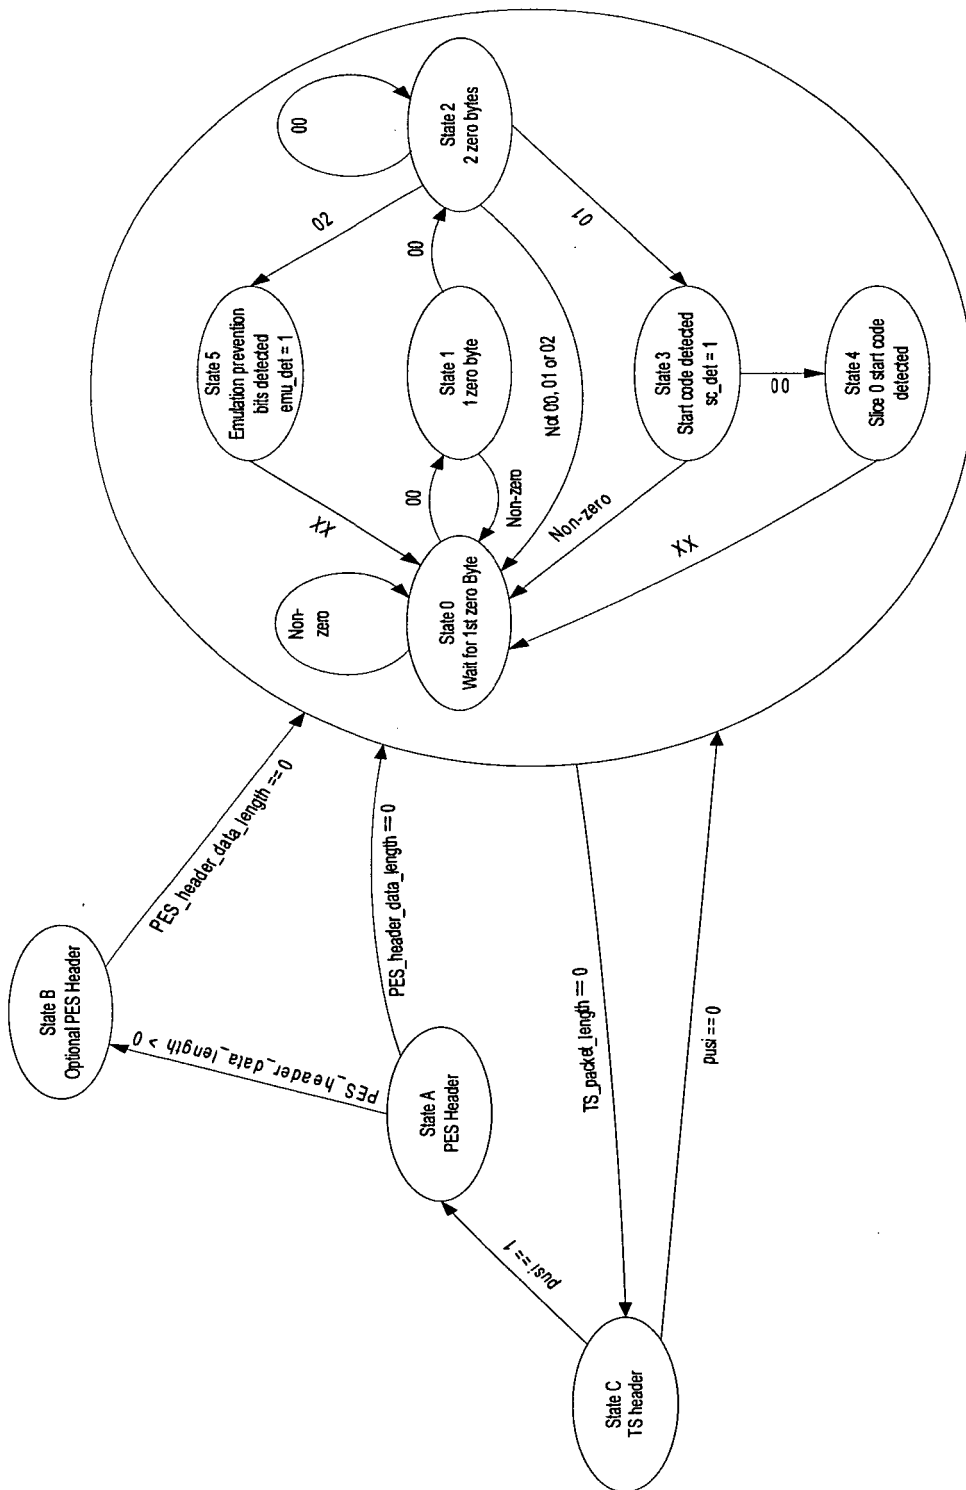 State C
TS header
pusi == 1
pusi == 0
TS_packet_length == 0
State A
PES Header
PES_header_data_length > 0
PES_header_data_length == 0
State B
Optional PES Header
PES_header_data_length == 0
Non-
zero
State 0
Wait for 1st zero Byte
00
Non-zero
State 1
1 zero byte
00
State 2
2 zero bytes
00
02
01
Not 00, 01 or 02
State 5
Emulation prevention
bits detected
emu_det = 1
XX
State 3
Start code detected
sc_det = 1
Non-zero
00
State 4
Slice 0 start code
detected
XX